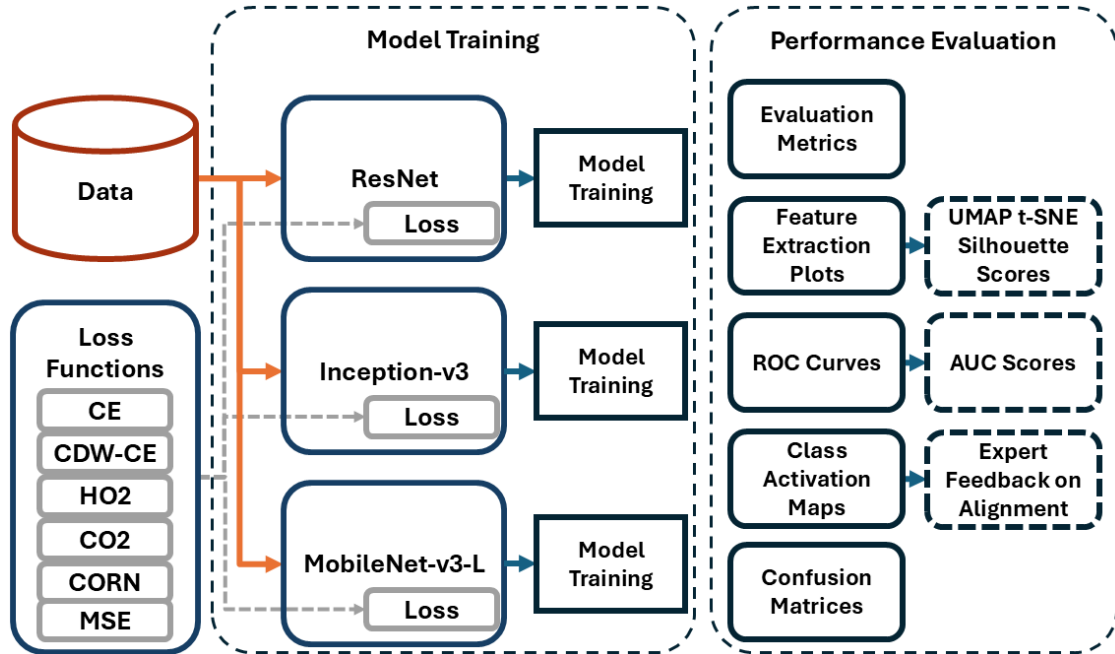 Model Training
Performance Evaluation
Data
Loss
Functions
CE
CDW-CE
HO2
CO2
CORN
MSE
ResNet
Loss
Model
Training
Inception-v3
Loss
Model
Training
MobileNet-v3-L
Loss
Model
Training
Evaluation
Metrics
Feature
Extraction
Plots
UMAP t-SNE
Silhouette
Scores
ROC Curves
AUC Scores
Class
Activation
Maps
Expert
Feedback on
Alignment
Confusion
Matrices